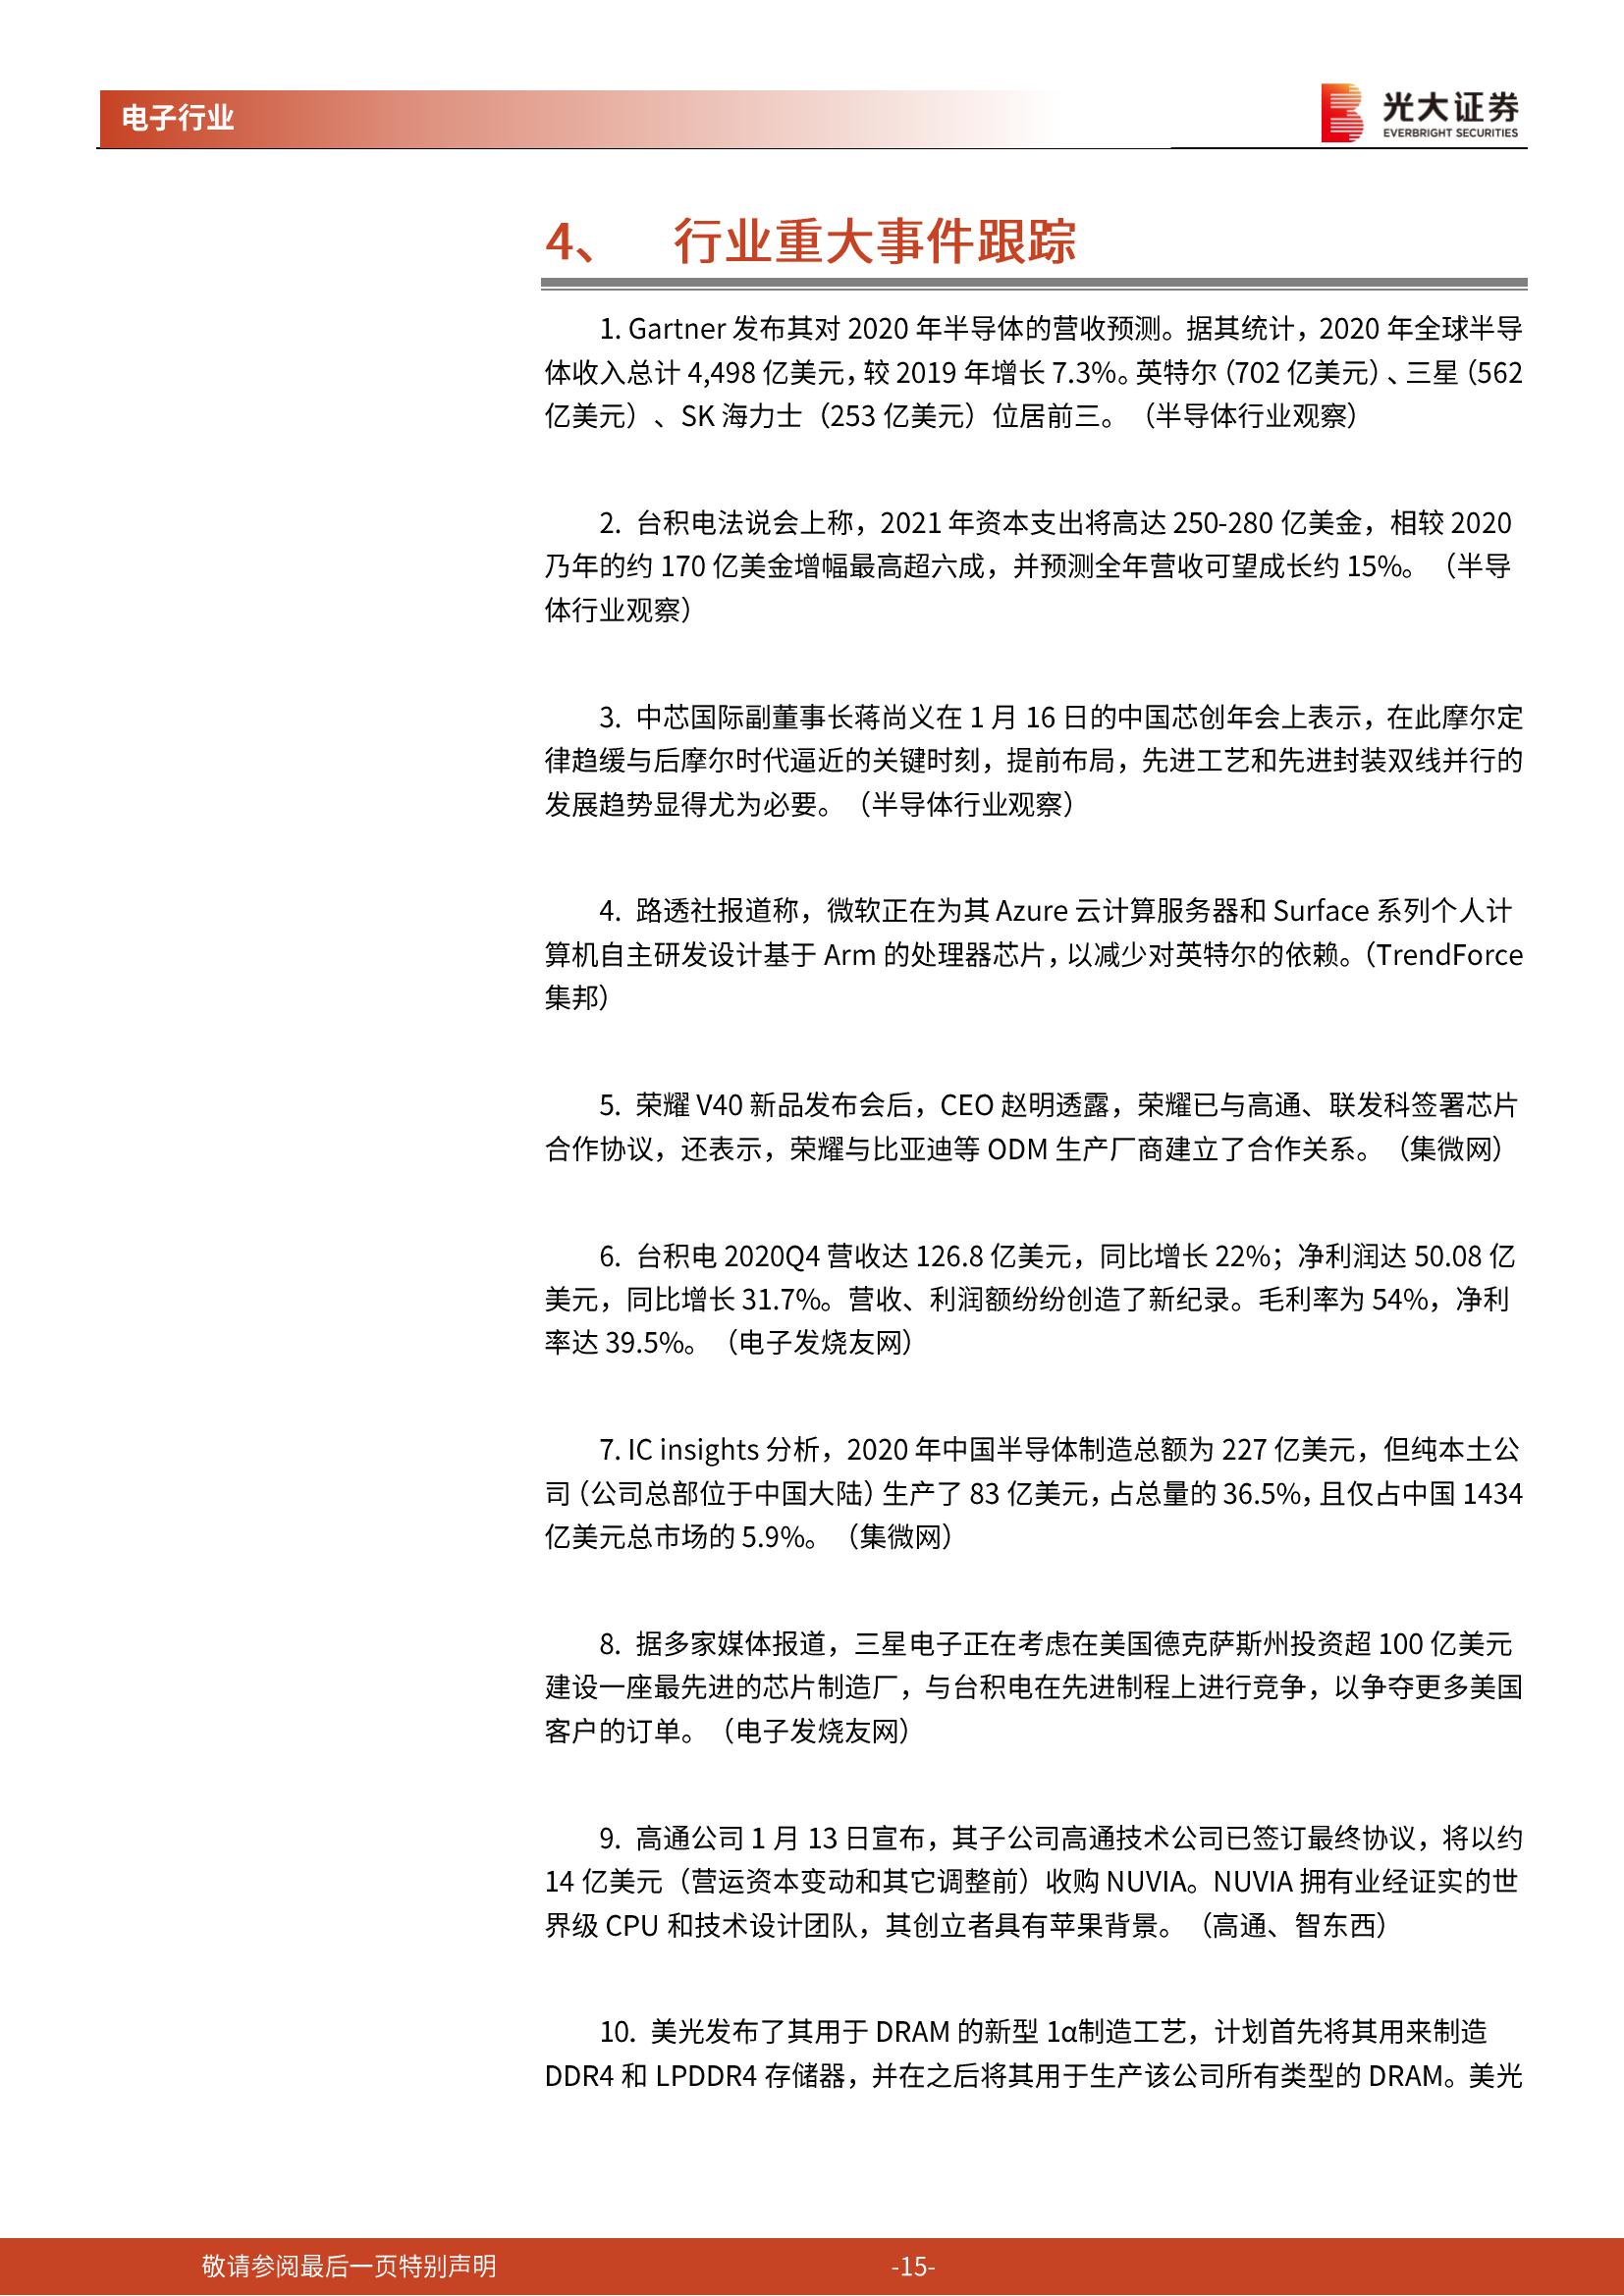 电子行业
光大证券
EVERBRIGHT SECURITIES
4、 行业重大事件跟踪
1. Gartner 发布其对 2020 年半导体的营收预测。据其统计，2020 年全球半导
体收入总计 4,498 亿美元，较 2019 年增长 7.3%。英特尔（702 亿美元）、三星（562
亿美元）、SK 海力士（253 亿美元）位居前三。（半导体行业观察）
2. 台积电法说会上称，2021 年资本支出将高达 250-280 亿美金，相较 2020
乃年的约 170 亿美金增幅最高超六成，并预测全年营收可望成长约 15%。（半导
体行业观察）
3. 中芯国际副董事长蒋尚义在 1 月 16 日的中国芯创年会上表示，在此摩尔定
律趋缓与后摩尔时代逼近的关键时刻，提前布局，先进工艺和先进封装双线并行的
发展趋势显得尤为必要。（半导体行业观察）
4. 路透社报道称，微软正在为其 Azure 云计算服务器和 Surface 系列个人计
算机自主研发设计基于 Arm 的处理器芯片，以减少对英特尔的依赖。（TrendForce
集邦）
5. 荣耀 V40 新品发布会后，CEO 赵明透露，荣耀已与高通、联发科签署芯片
合作协议，还表示，荣耀与比亚迪等 ODM 生产厂商建立了合作关系。（集微网）
6. 台积电 2020Q4 营收达 126.8 亿美元，同比增长 22%；净利润达 50.08 亿
美元，同比增长 31.7%。营收、利润额纷纷创造了新纪录。毛利率为 54%，净利
率达 39.5%。（电子发烧友网）
7. IC insights 分析，2020 年中国半导体制造总额为 227 亿美元，但纯本土公
司（公司总部位于中国大陆）生产了 83 亿美元，占总量的 36.5%，且仅占中国 1434
亿美元总市场的 5.9%。（集微网）
8. 据多家媒体报道，三星电子正在考虑在美国德克萨斯州投资超 100 亿美元
建设一座最先进的芯片制造厂，与台积电在先进制程上进行竞争，以争夺更多美国
客户的订单。（电子发烧友网）
9. 高通公司 1 月 13 日宣布，其子公司高通技术公司已签订最终协议，将以约
14 亿美元（营运资本变动和其它调整前）收购 NUVIA。NUVIA 拥有业经证实的世
界级 CPU 和技术设计团队，其创立者具有苹果背景。（高通、智东西）
10. 美光发布了其用于 DRAM 的新型 1α制造工艺，计划首先将其用来制造
DDR4 和 LPDDR4 存储器，并在之后将其用于生产该公司所有类型的 DRAM。美光
敬请参阅最后一页特别声明
-15-